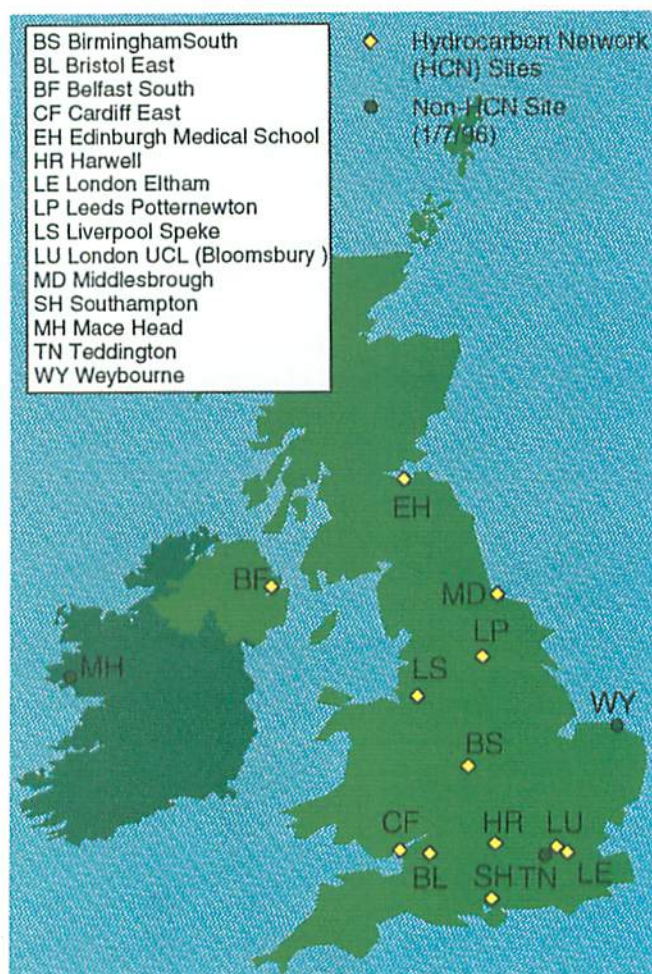 BS BirminghamSouth
BL Bristol East
BF Belfast South
CF Cardiff East
EH Edinburgh Medical School
HR Harwell
LE London Eltham
LP Leeds Potternewton
LS Liverpool Speke
LU London UCL (Bloomsbury )
MD Middlesbrough
SH Southampton
MH Mace Head
TN Teddington
WY Weybourne
Hydrocarbon Network
(HCN) Sites
Non-HCN Site
(1/7/96)
EH
BF
MD
LP
MH
LS
WY
BS
CF
HR
LU
BL
SH
TN
LE